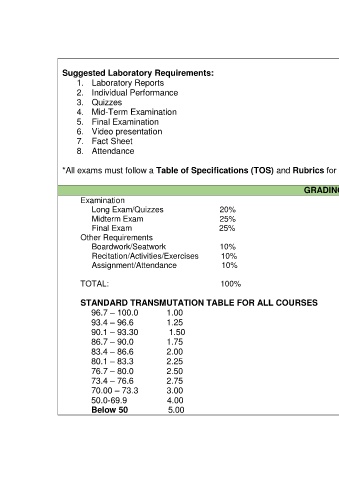 Suggested Laboratory Requirements:
1. Laboratory Reports
2. Individual Performance
3. Quizzes
4. Mid-Term Examination
5. Final Examination
6. Video presentation
7. Fact Sheet
8. Attendance
*All exams must follow a Table of Specifications (TOS) and Rubrics for
GRADING
Examination
Long Exam/Quizzes 20%
Midterm Exam 25%
Final Exam 25%
Other Requirements
Boardwork/Seatwork 10%
Recitation/Activities/Exercises 10%
Assignment/Attendance 10%
TOTAL: 100%
STANDARD TRANSMUTATION TABLE FOR ALL COURSES
96.7 – 100.0 1.00
93.4 – 96.6 1.25
90.1 – 93.30 1.50
86.7 – 90.0 1.75
83.4 – 86.6 2.00
80.1 – 83.3 2.25
76.7 – 80.0 2.50
73.4 – 76.6 2.75
70.00 – 73.3 3.00
50.0-69.9 4.00
Below 50 5.00